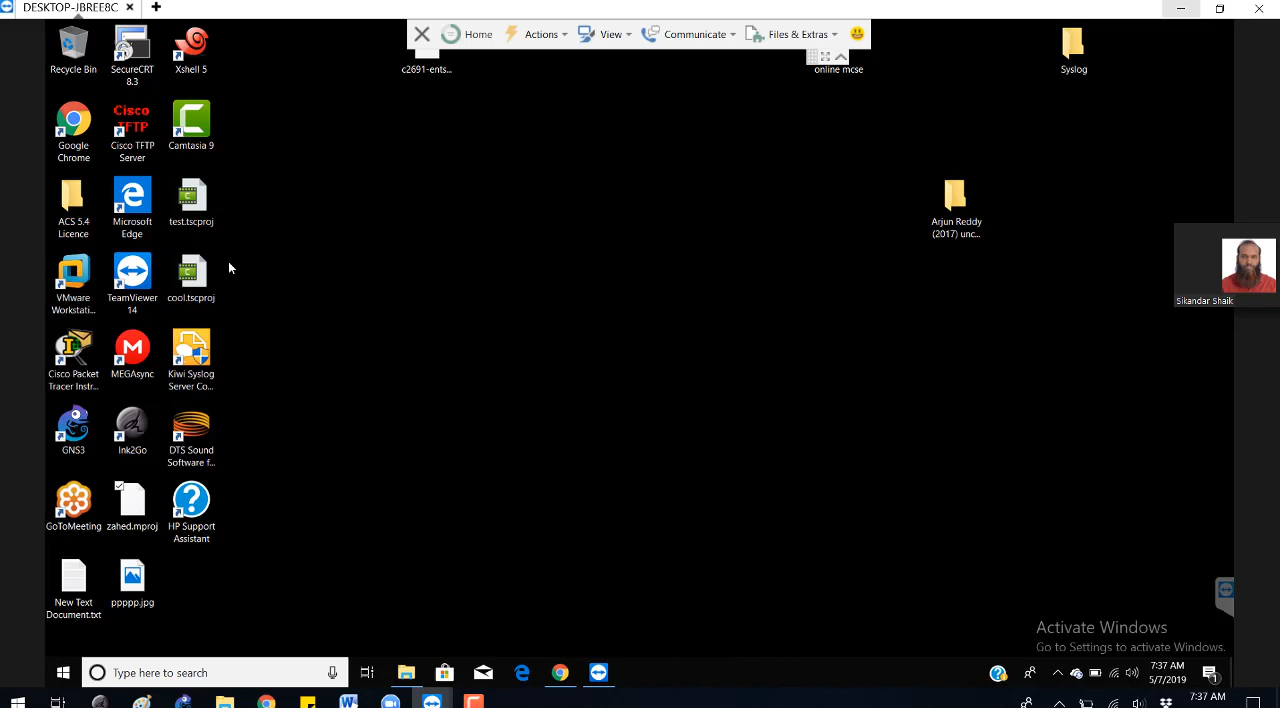 DESKTOP-JBREE8C
Home
Actions
View
Communicate
Files & Extras
Recycle Bin
SecureCRT
8.3
Xshell 5
c2691-ents...
online mcse
Syslog
Google
Chrome
Cisco
TFTP
Cisco TFTP
Server
Camtasia 9
ACS 5.4
Licence
Microsoft
Edge
test.tscproj
Arjun Reddy
(2017) unc...
VMware
Workstati...
TeamViewer
14
cool.tscproj
Sikandar Shaik
Cisco Packet
Tracer Instr...
MEGAsync
Kiwi Syslog
Server Co...
GNS3
Ink2Go
DTS Sound
Software f...
GoToMeeting
zahed.mproj
HP Support
Assistant
New Text
Document.txt
ppppp.jpg
Activate Windows
Go to Settings to activate Windows.
Type here to search
7:37 AM
5/7/2019
1
7:37 AM